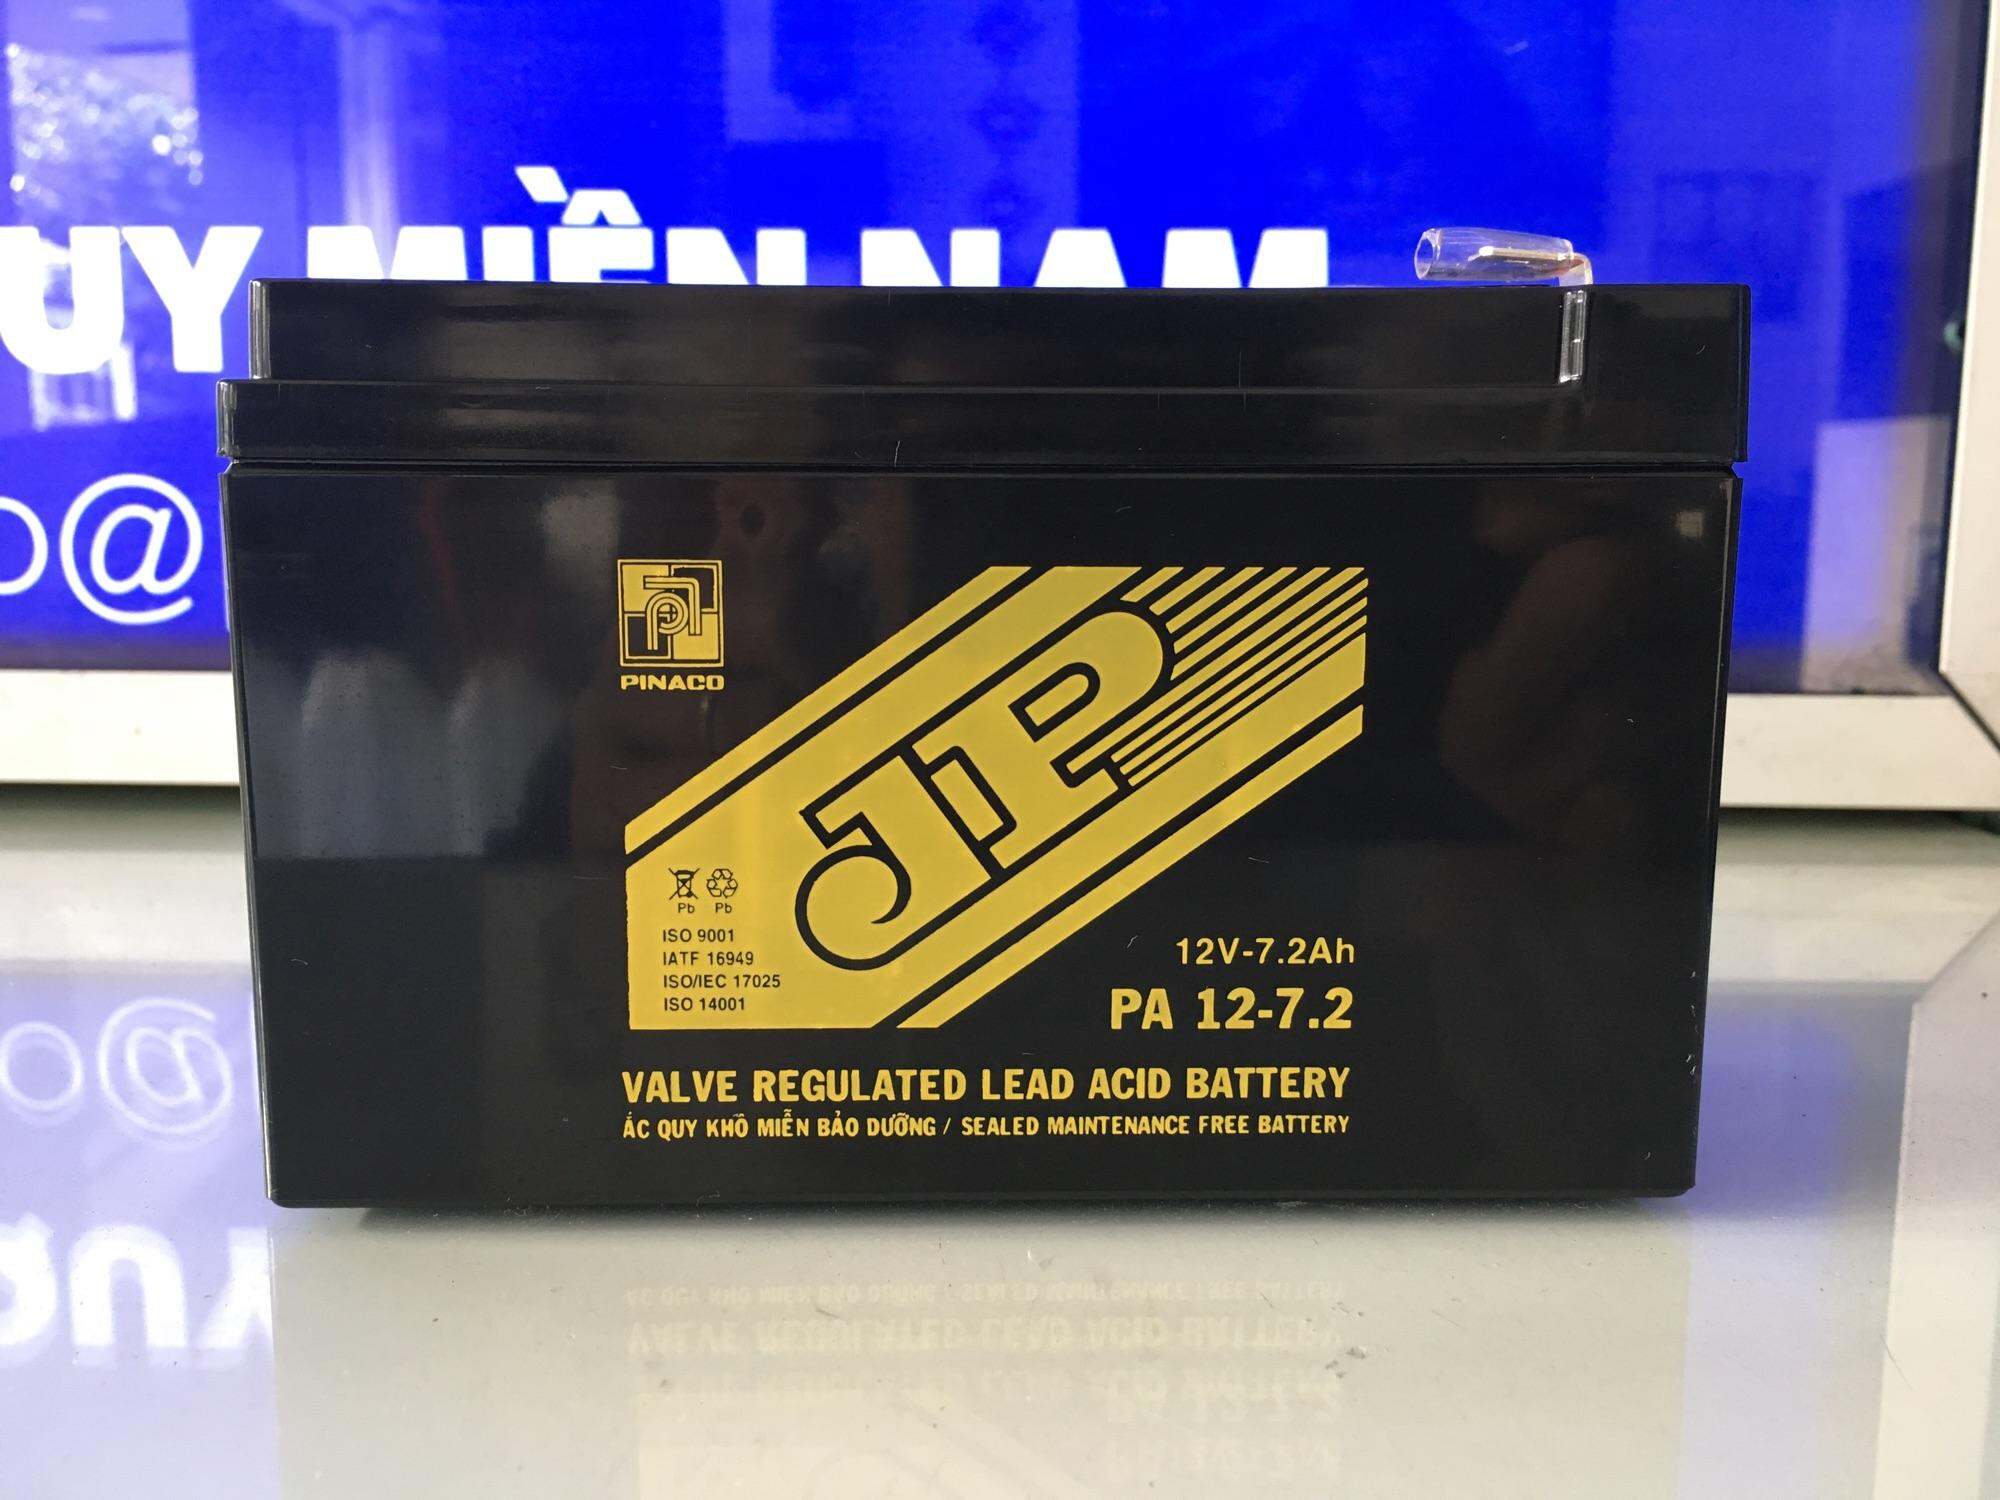 UY MIỀN NAM
o@
PINACO
JP
Pb Pb
ISO 9001
IATF 16949
ISO/IEC 17025
ISO 14001
12V-7.2Ah
PA 12-7.2
VALVE REGULATED LEAD ACID BATTERY
ẮC QUY KHÔ MIỄN BẢO DƯỠNG / SEALED MAINTENANCE FREE BATTERY